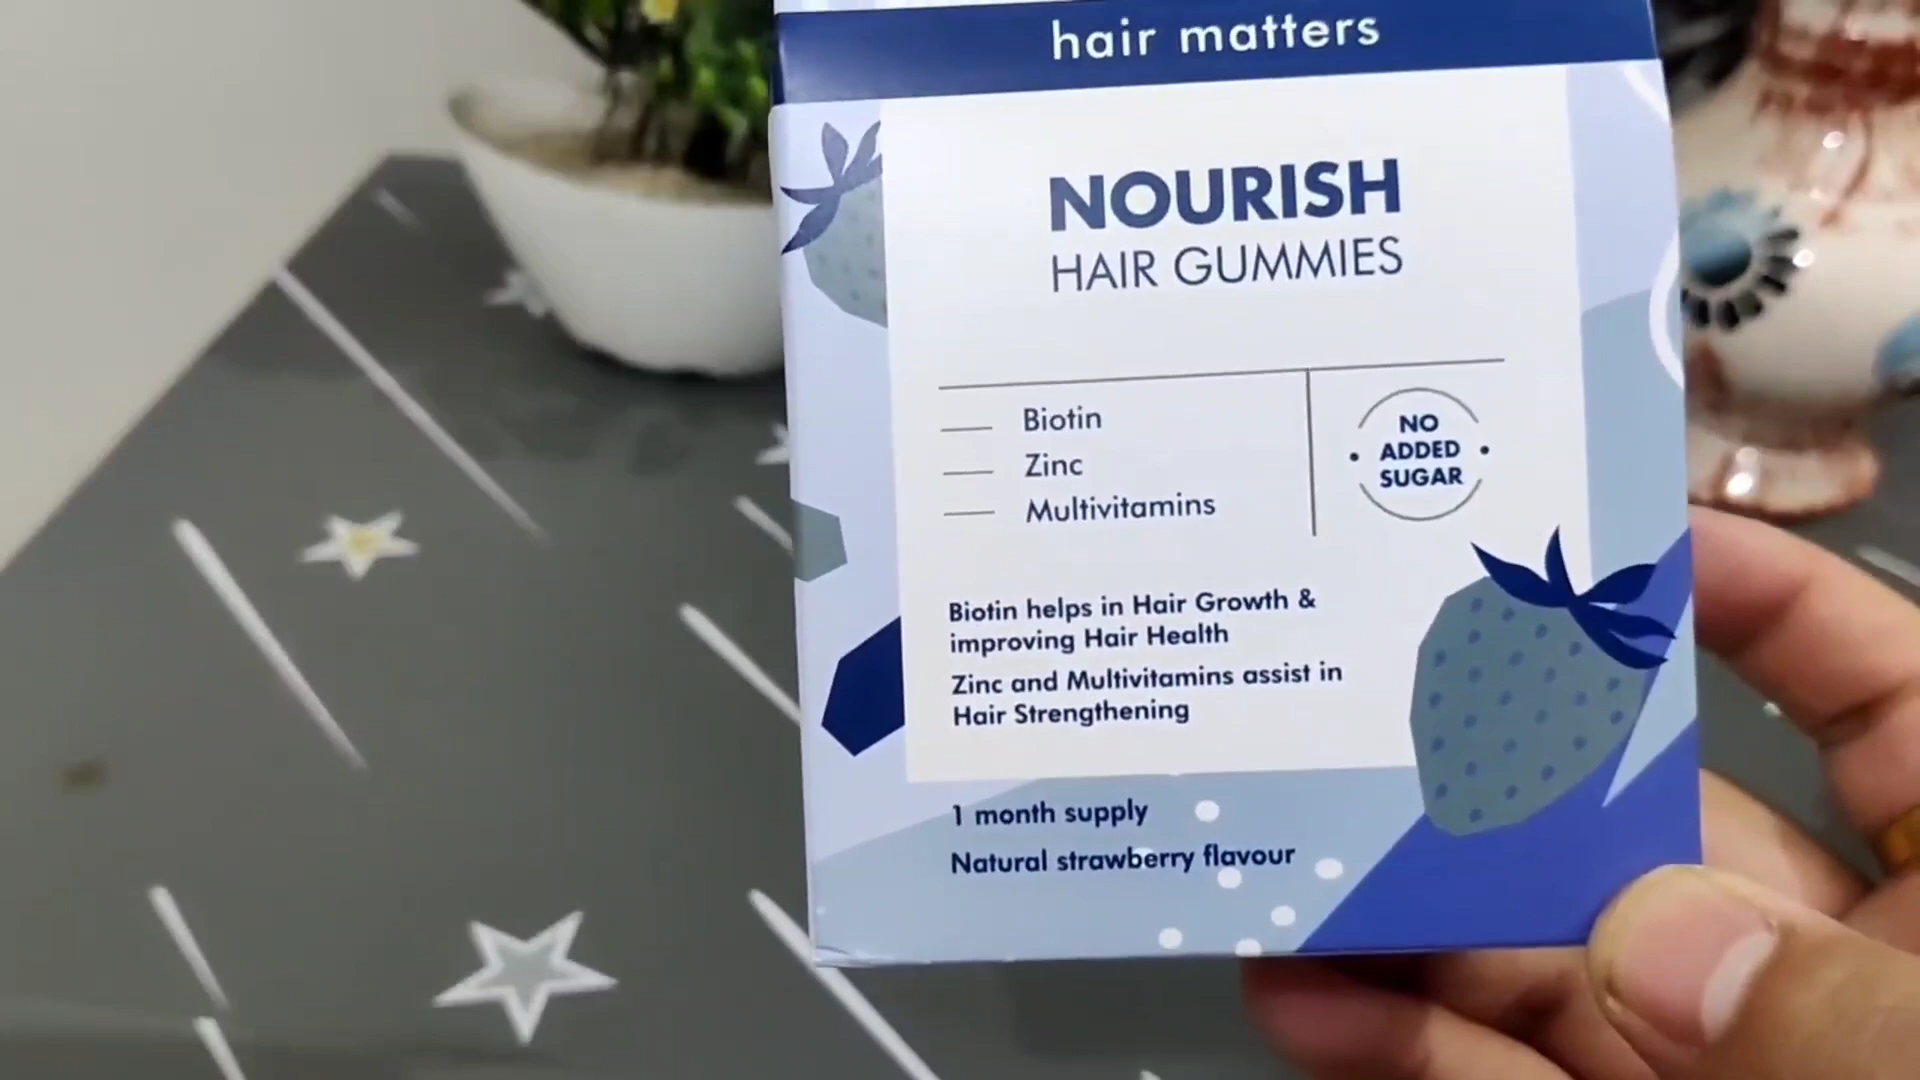 hair matters
NOURISH
HAIR GUMMIES
Biotin
Zinc
Multivitamins
NO
ADDED
SUGAR
Biotin helps in Hair Growth &
improving Hair Health
Zinc and Multivitamins assist in
Hair Strengthening
1 month supply
Natural strawberry flavour